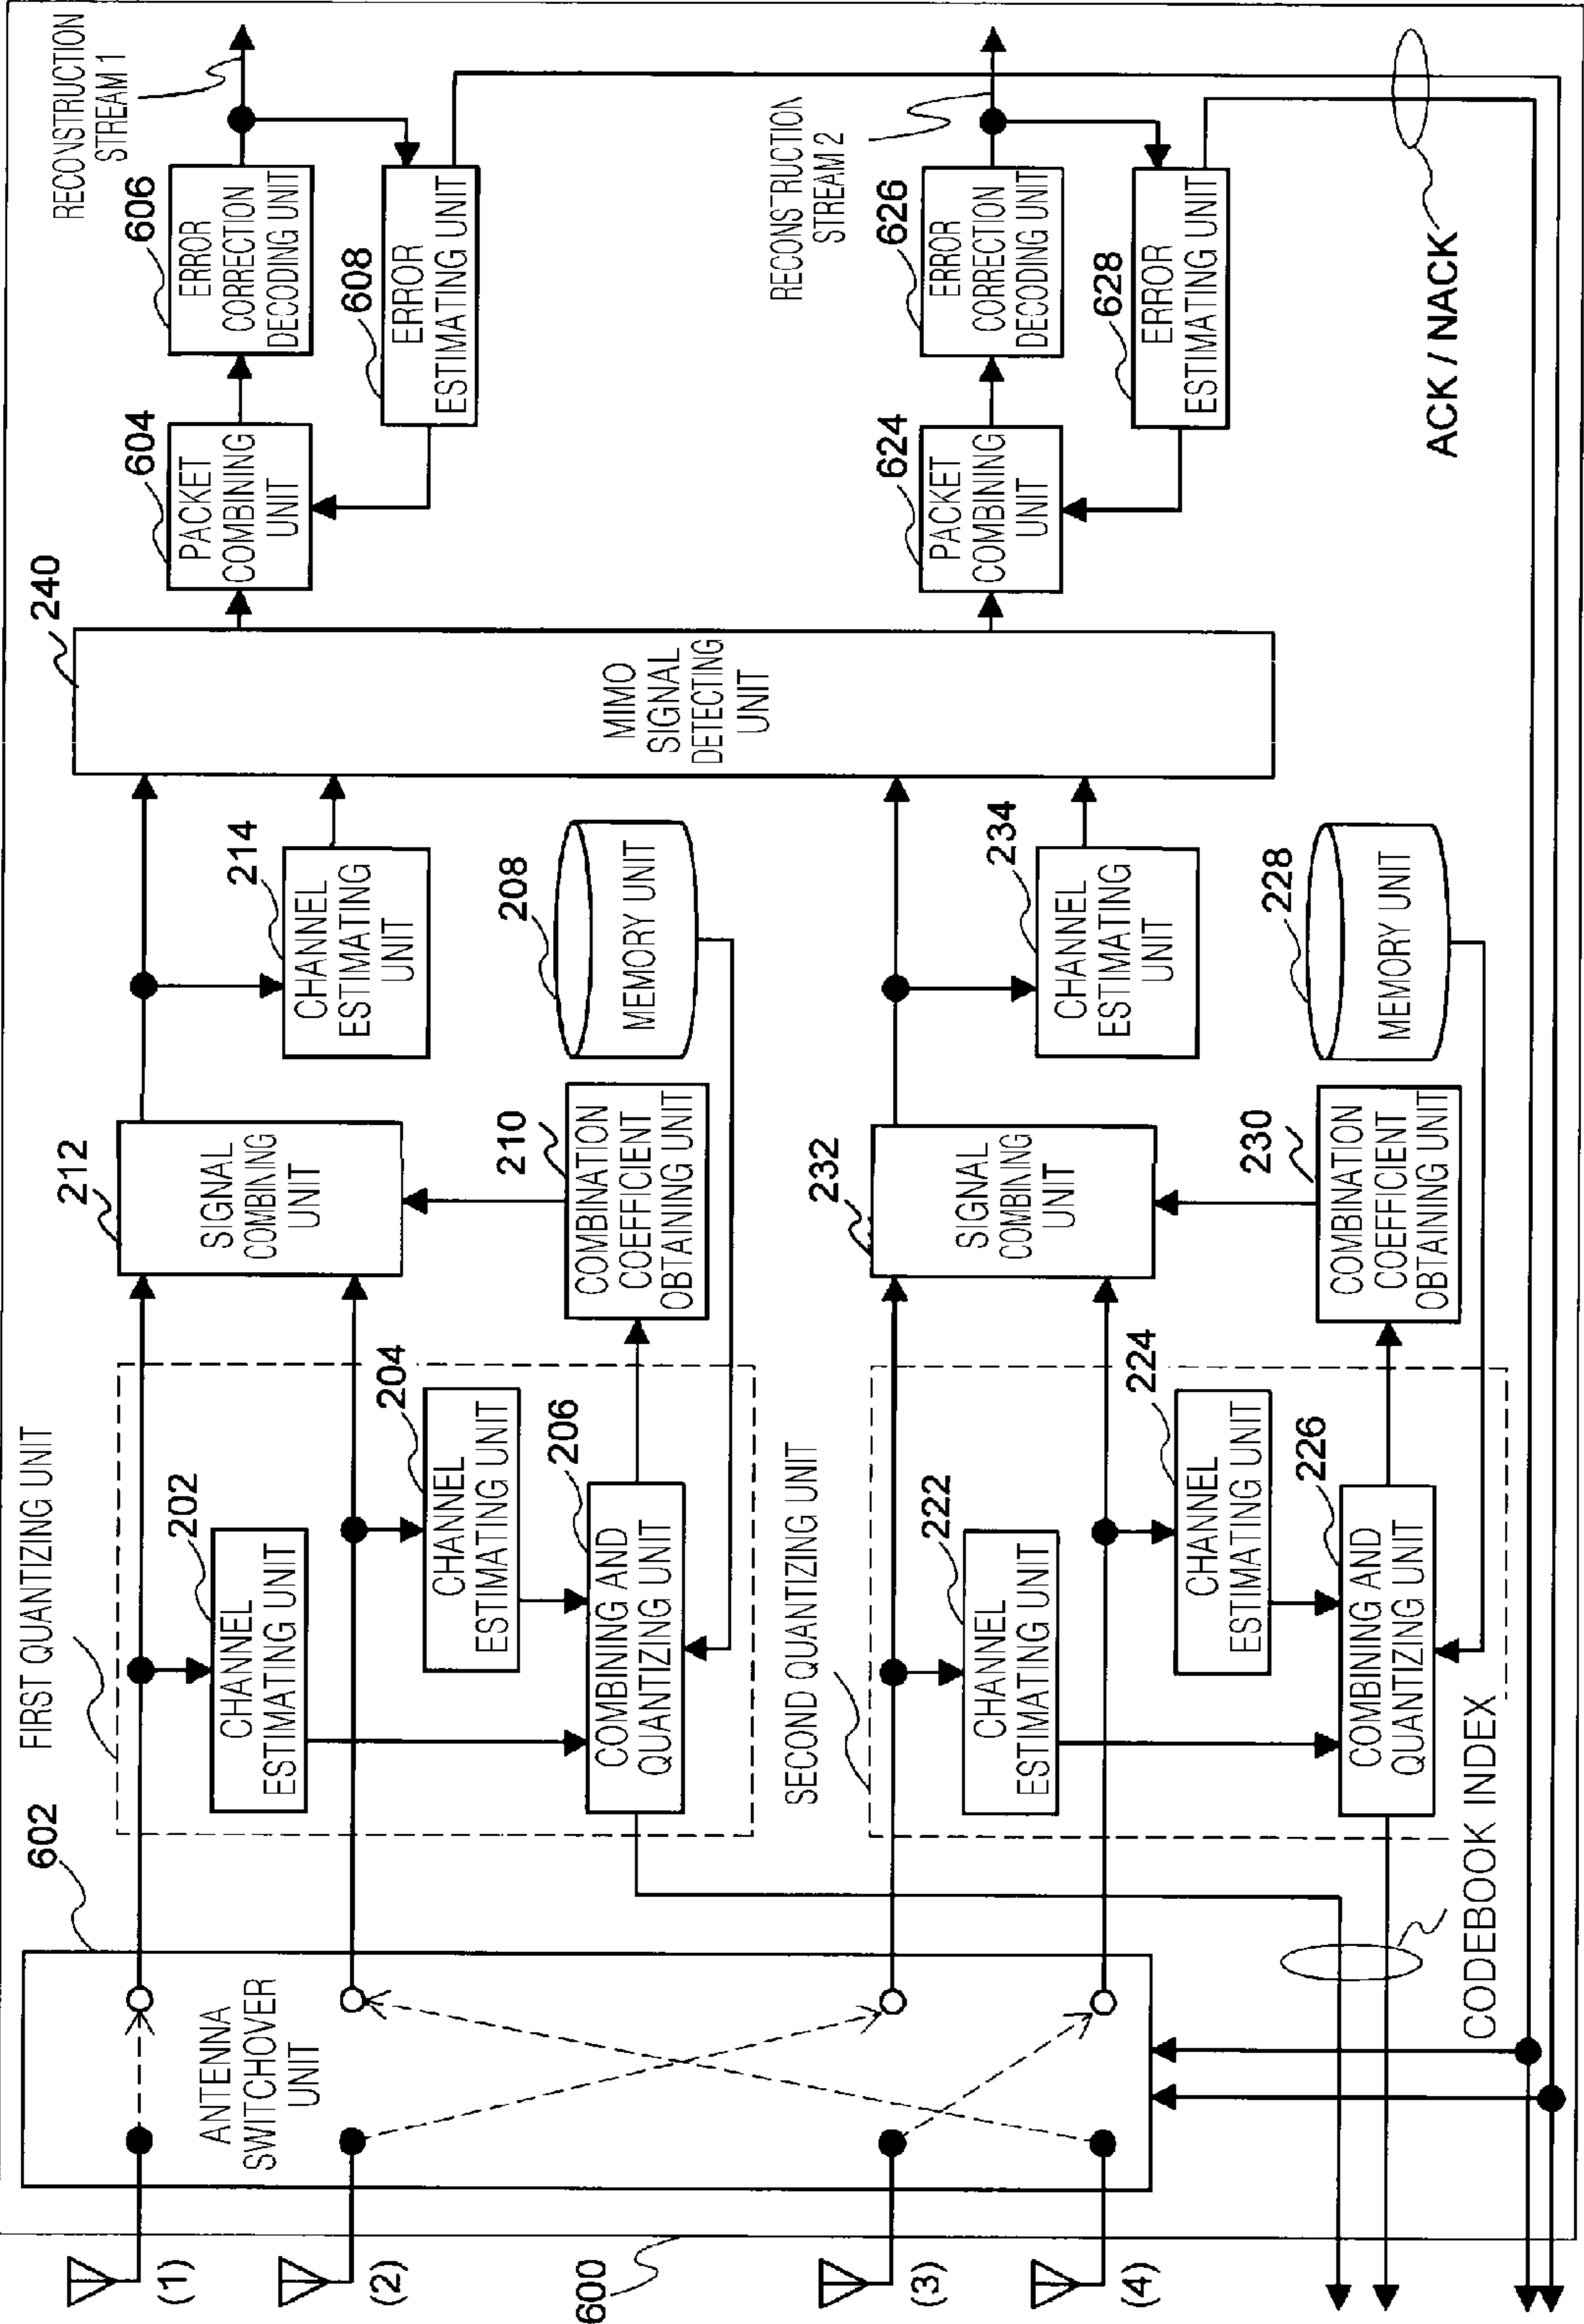 600
(1)
(2)
(3)
(4)
602
ANTENNA
SWITCHOVER
UNIT
FIRST QUANTIZING UNIT
202
CHANNEL
ESTIMATING UNIT
204
CHANNEL
ESTIMATING UNIT
206
COMBINING AND
QUANTIZING UNIT
212
SIGNAL
COMBINING
UNIT
210
COMBINATION
COEFFICIENT
OBTAINING UNIT
214
CHANNEL
ESTIMATING
UNIT
208
MEMORY UNIT
SECOND QUANTIZING UNIT
222
CHANNEL
ESTIMATING UNIT
224
CHANNEL
ESTIMATING UNIT
226
COMBINING AND
QUANTIZING UNIT
232
SIGNAL
COMBINING
UNIT
230
COMBINATION
COEFFICIENT
OBTAINING UNIT
234
CHANNEL
ESTIMATING
UNIT
228
MEMORY UNIT
CODEBOOK INDEX
240
MIMO
SIGNAL
DETECTING
UNIT
604
PACKET
COMBINING
UNIT
606
ERROR
CORRECTION
DECODING UNIT
608
ERROR
ESTIMATING UNIT
RECONSTRUCTION
STREAM 1
624
PACKET
COMBINING
UNIT
626
ERROR
CORRECTION
DECODING UNIT
628
ERROR
ESTIMATING UNIT
RECONSTRUCTION
STREAM 2
ACK / NACK